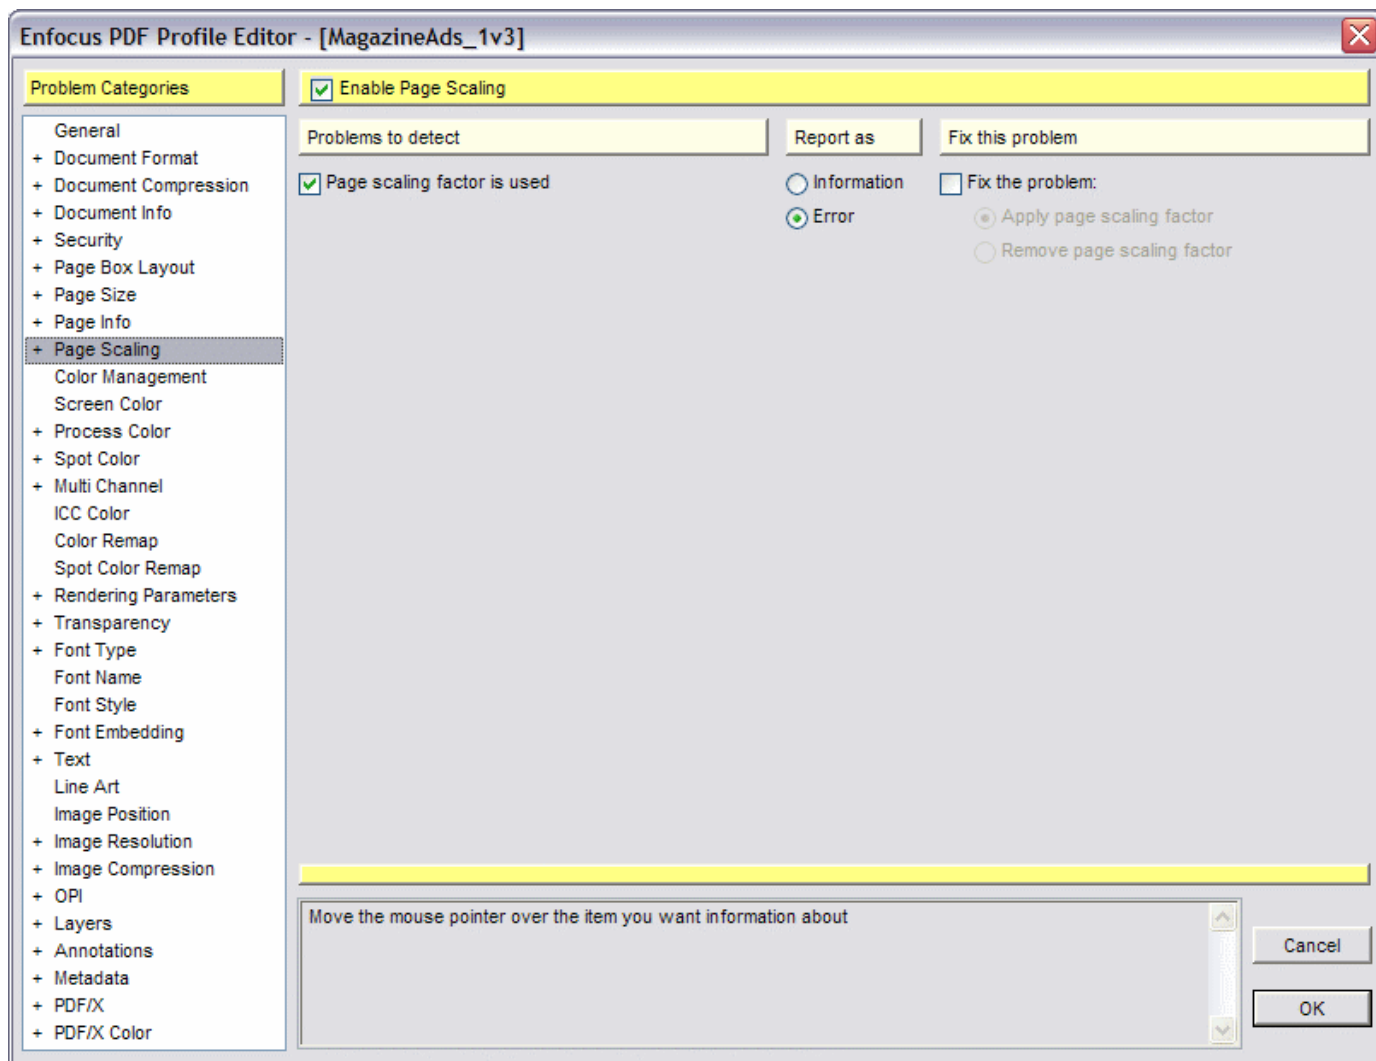 Enfocus PDF Profile Editor - [MagazineAds_1v3]
Problem Categories
Enable Page Scaling
General
+ Document Format
+ Document Compression
+ Document Info
+ Security
+ Page Box Layout
+ Page Size
+ Page Info
+ Page Scaling
Color Management
Screen Color
+ Process Color
+ Spot Color
+ Multi Channel
ICC Color
Color Remap
Spot Color Remap
+ Rendering Parameters
+ Transparency
+ Font Type
Font Name
Font Style
+ Font Embedding
+ Text
Line Art
Image Position
+ Image Resolution
+ Image Compression
+ OPI
+ Layers
+ Annotations
+ Metadata
+ PDF/X
+ PDF/X Color
Problems to detect
Report as
Fix this problem
Page scaling factor is used
Information
Error
Fix the problem:
Apply page scaling factor
Remove page scaling factor
Move the mouse pointer over the item you want information about
Cancel
OK